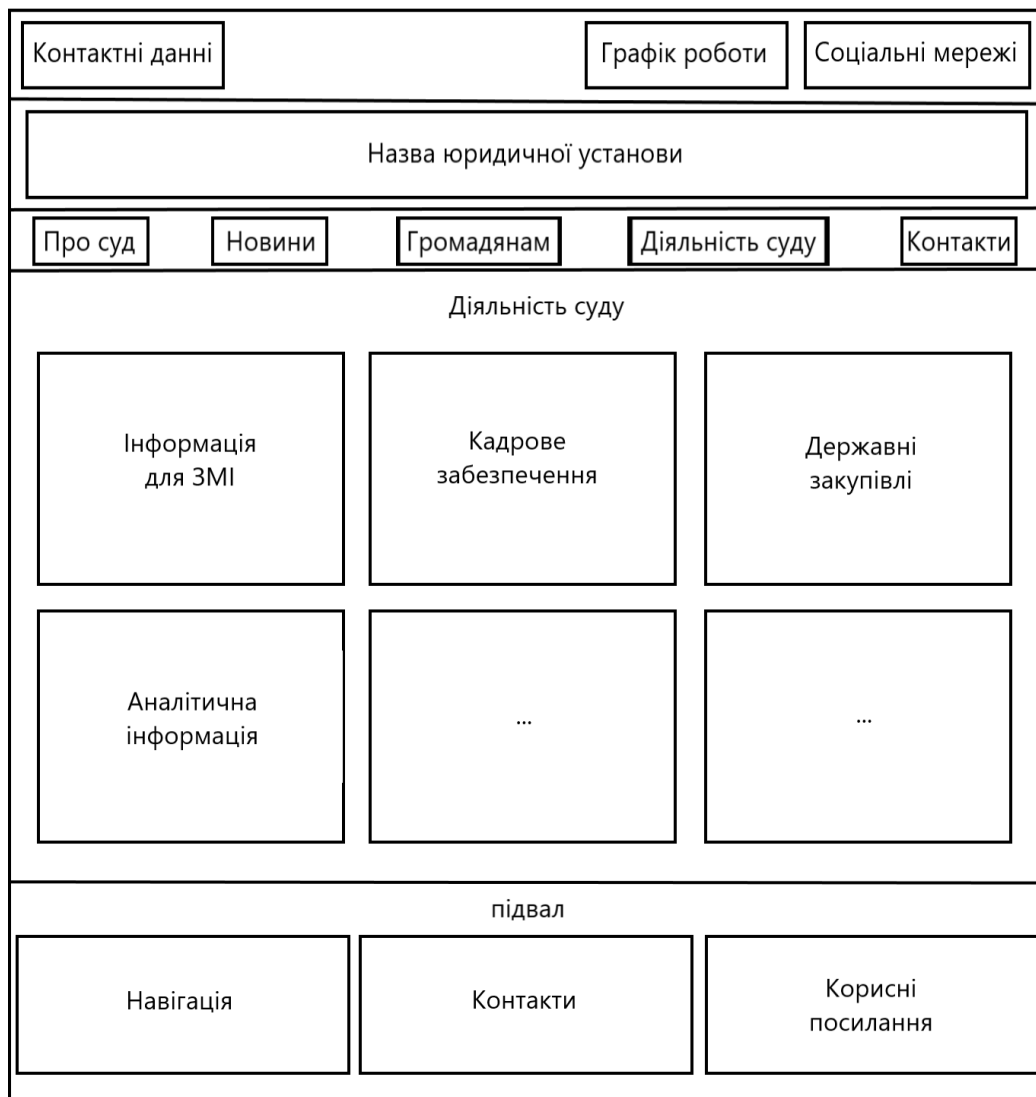 Контактні данні
Графік роботи
Соціальні мережі
Назва юридичної установи
Про суд
Новини
Громадянам
Діяльність суду
Контакти
Діяльність суду
Інформація
для ЗМІ
Кадрове
забезпечення
Державні
закупівлі
Аналітична
інформація
...
...
підвал
Навігація
Контакти
Корисні
посилання